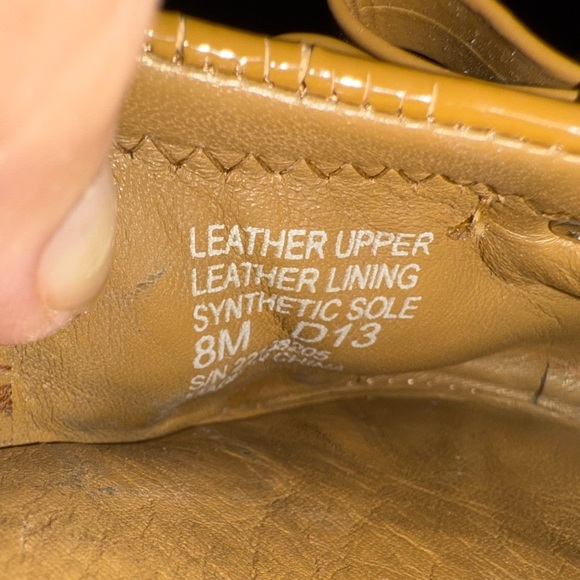 LEATHER UPPER
LEATHER LINING
SYNTHETIC SOLE
8M D13
S/N